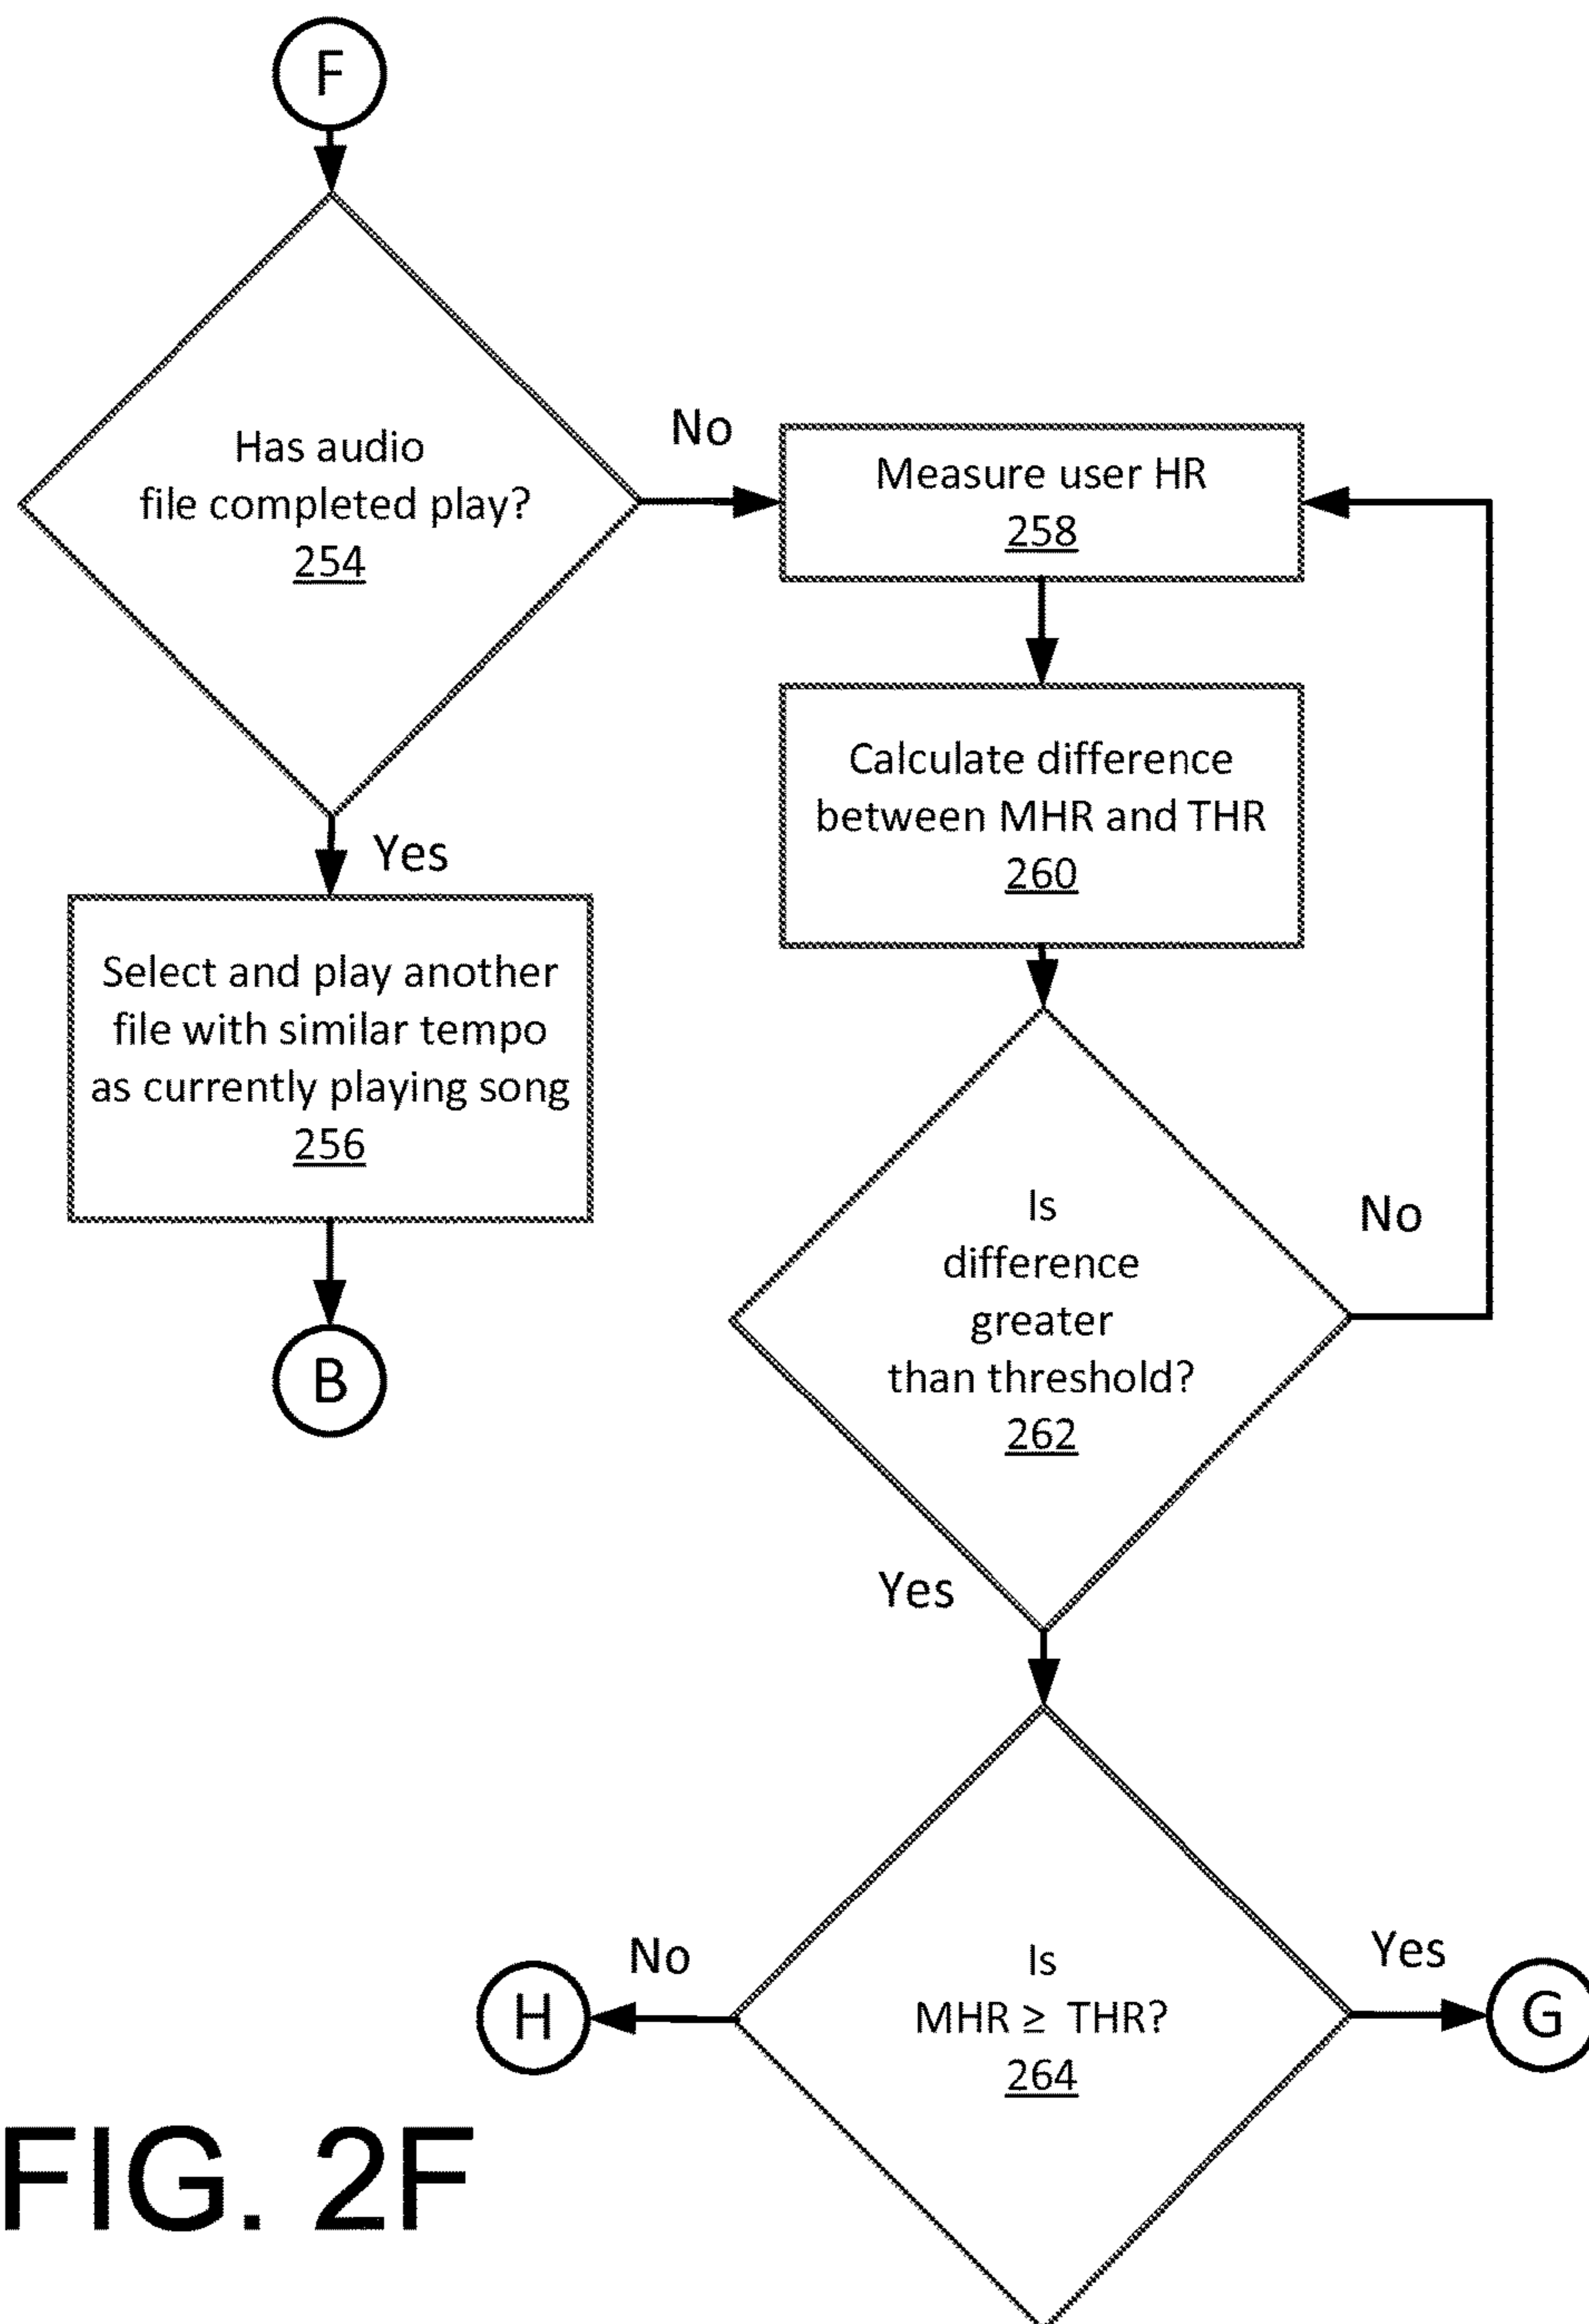 F
Has audio
file completed play?
254
No
Measure user HR
258
Calculate difference
between MHR and THR
260
Yes
Select and play another
file with similar tempo
as currently playing song
256
B
Is
difference
greater
than threshold?
262
No
Yes
Is
MHR ≥ THR?
264
No
H
Yes
G
FIG. 2F